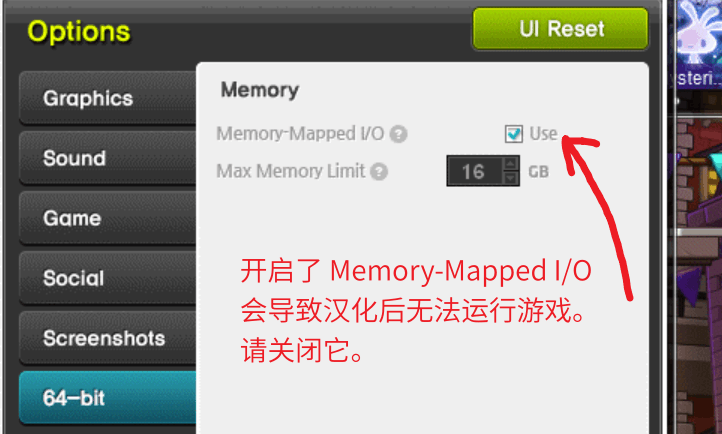 Options
UI Reset
Graphics
Sound
Game
Social
Screenshots
64-bit
Memory
Memory-Mapped I/O ? Use
Max Memory Limit ? 16 GB
开启了 Memory-Mapped I/O
会导致汉化后无法运行游戏。
请关闭它。